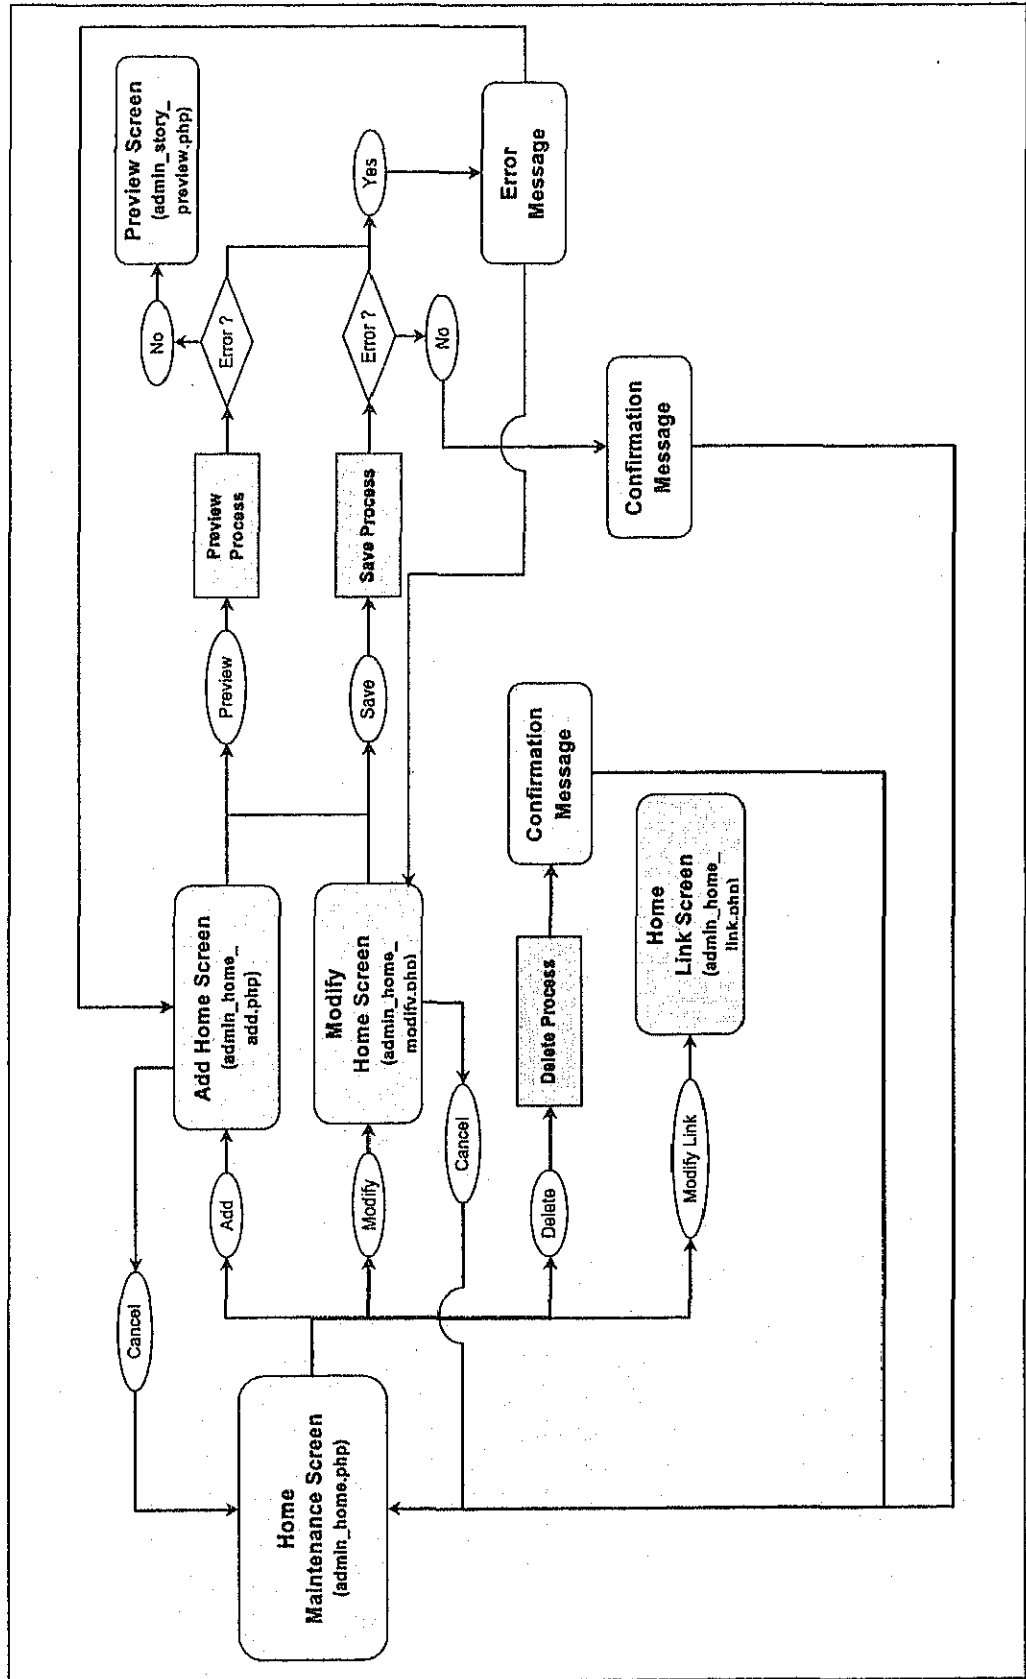 Home
Maintenance Screen
(admin_home.php)
Cancel
Add
Modify
Cancel
Delete
Modify Link
Add Home Screen
(admin_home_
add.php)
Modify
Home Screen
(admin_home_
modify.php)
Delete Process
Home
Link Screen
(admin_home_
link.php)
Confirmation
Message
Preview
Save
Preview
Process
Save Process
Error ?
Error ?
No
No
Yes
Preview Screen
(admin_story_
preview.php)
Error
Message
Confirmation
Message